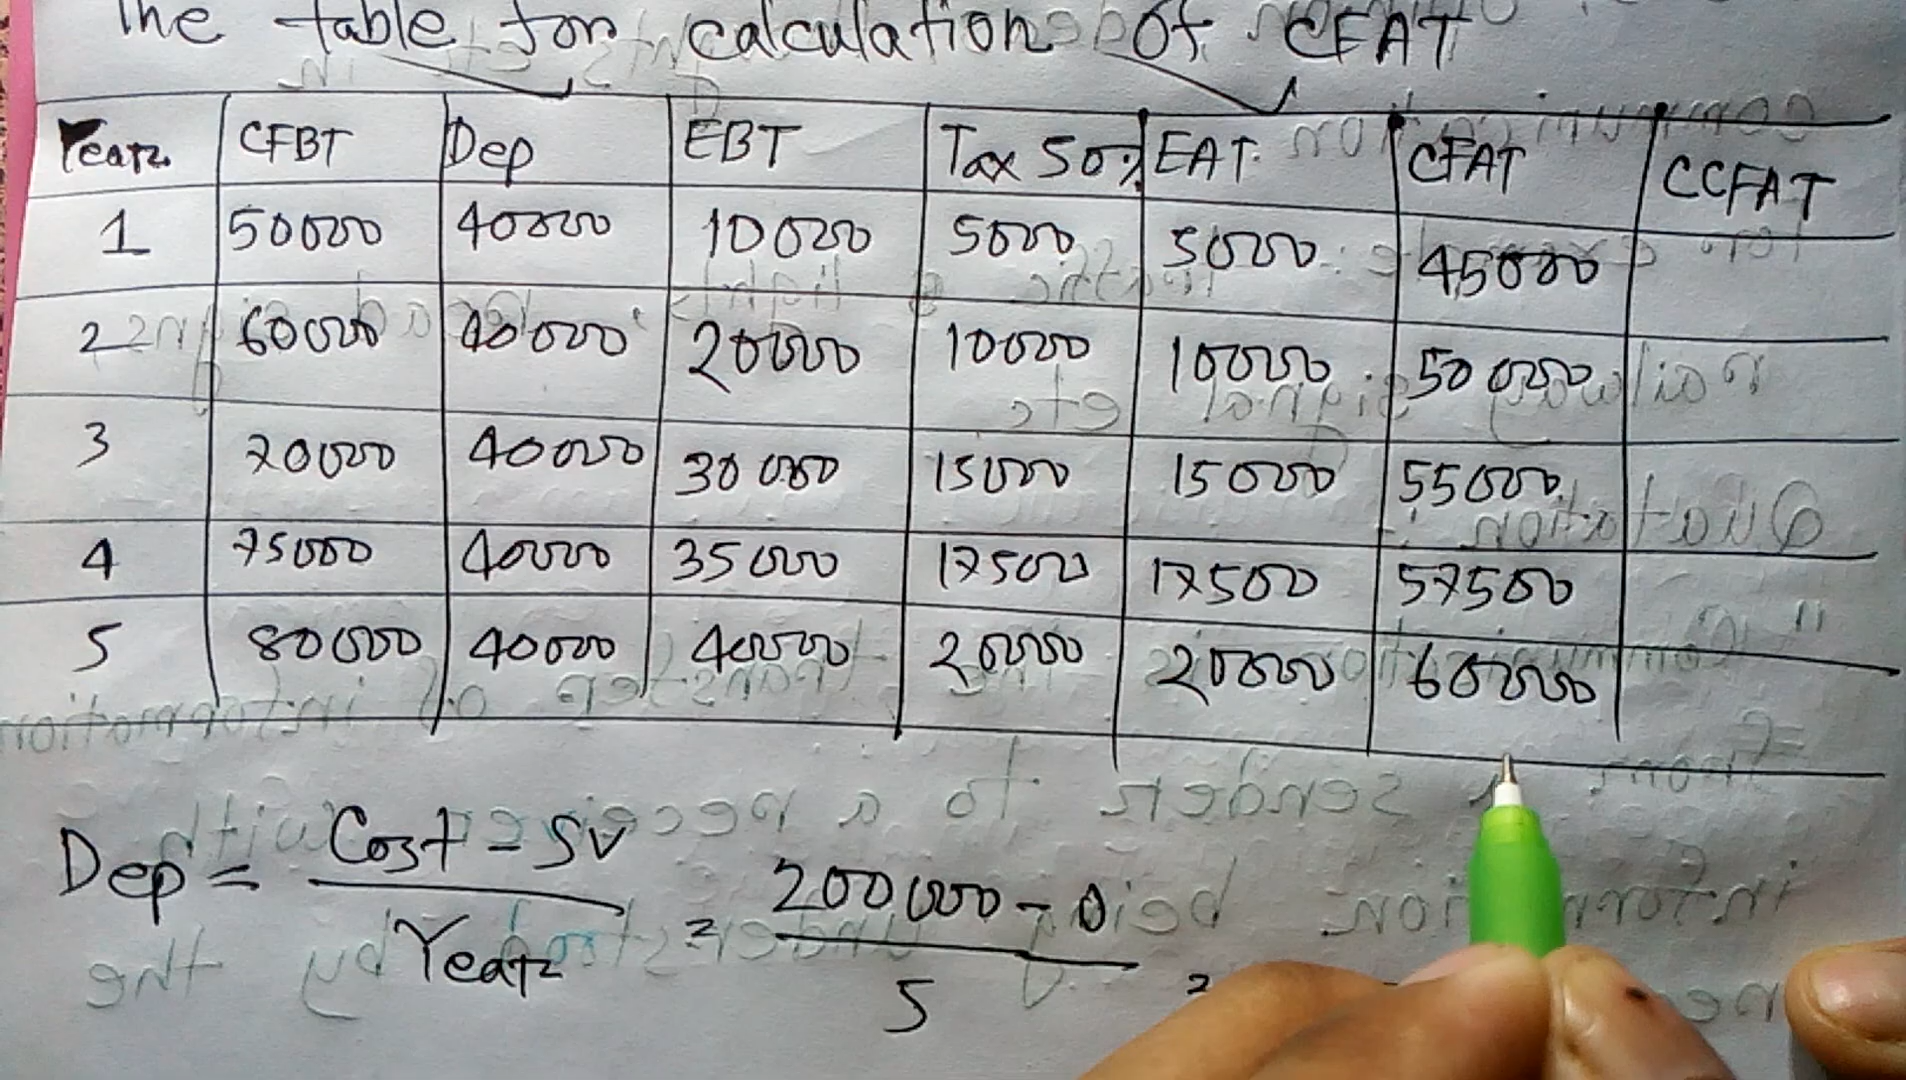 The table for calculation of CFAT
Year CFBT Dep EBT Tax 50% EAT CFAT CCFAT
1 50000 40000 10000 5000 5000 45000
2 60000 40000 20000 10000 10000 50000
3 70000 40000 30000 15000 15000 55000
4 75000 40000 35000 17500 17500 57500
5 80000 40000 40000 20000 20000 60000
Dep = Cost - SV / Year = 200000 - 0 / 5 =